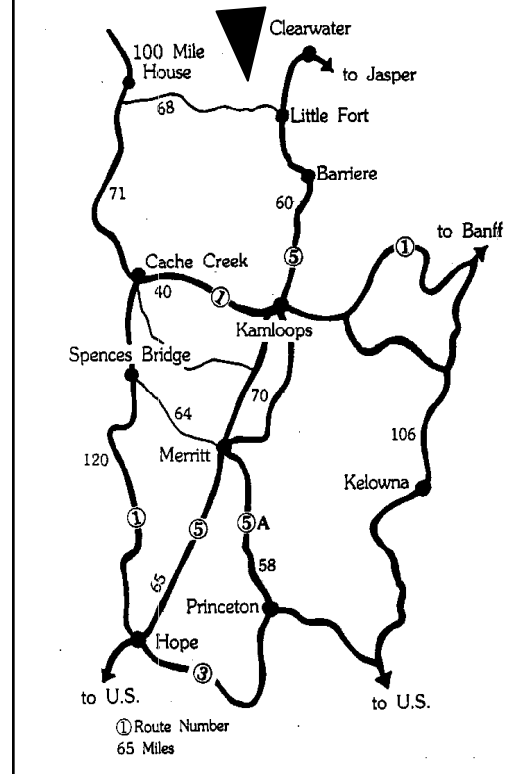 Clearwater
100 Mile
House
to Jasper
68
Little Fort
Barriere
71
60
to Banff
1
5
Cache Creek
40
1
Kamloops
Spences Bridge
70
64
106
120
Merritt
Kelowna
1
5
5 A
58
65
Princeton
Hope
3
to U.S.
to U.S.
1 Route Number
65 Miles